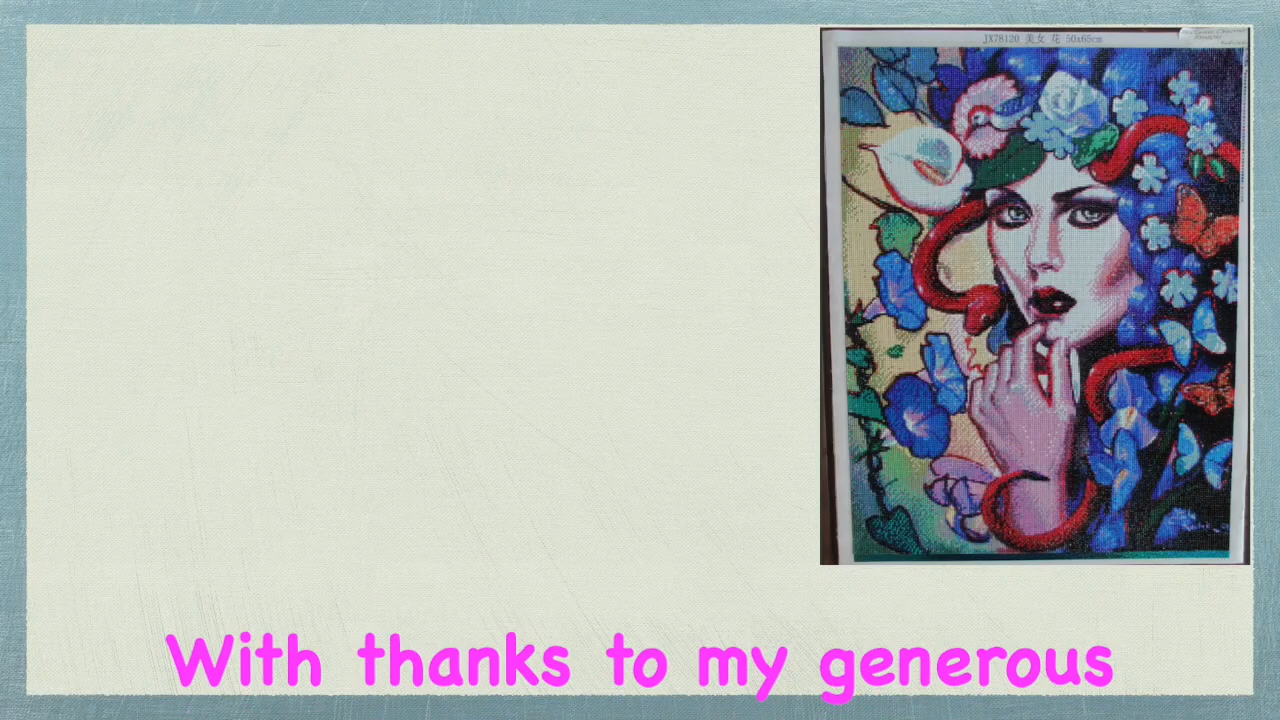 JX78120 美女 花 50x65cm
With thanks to my generous